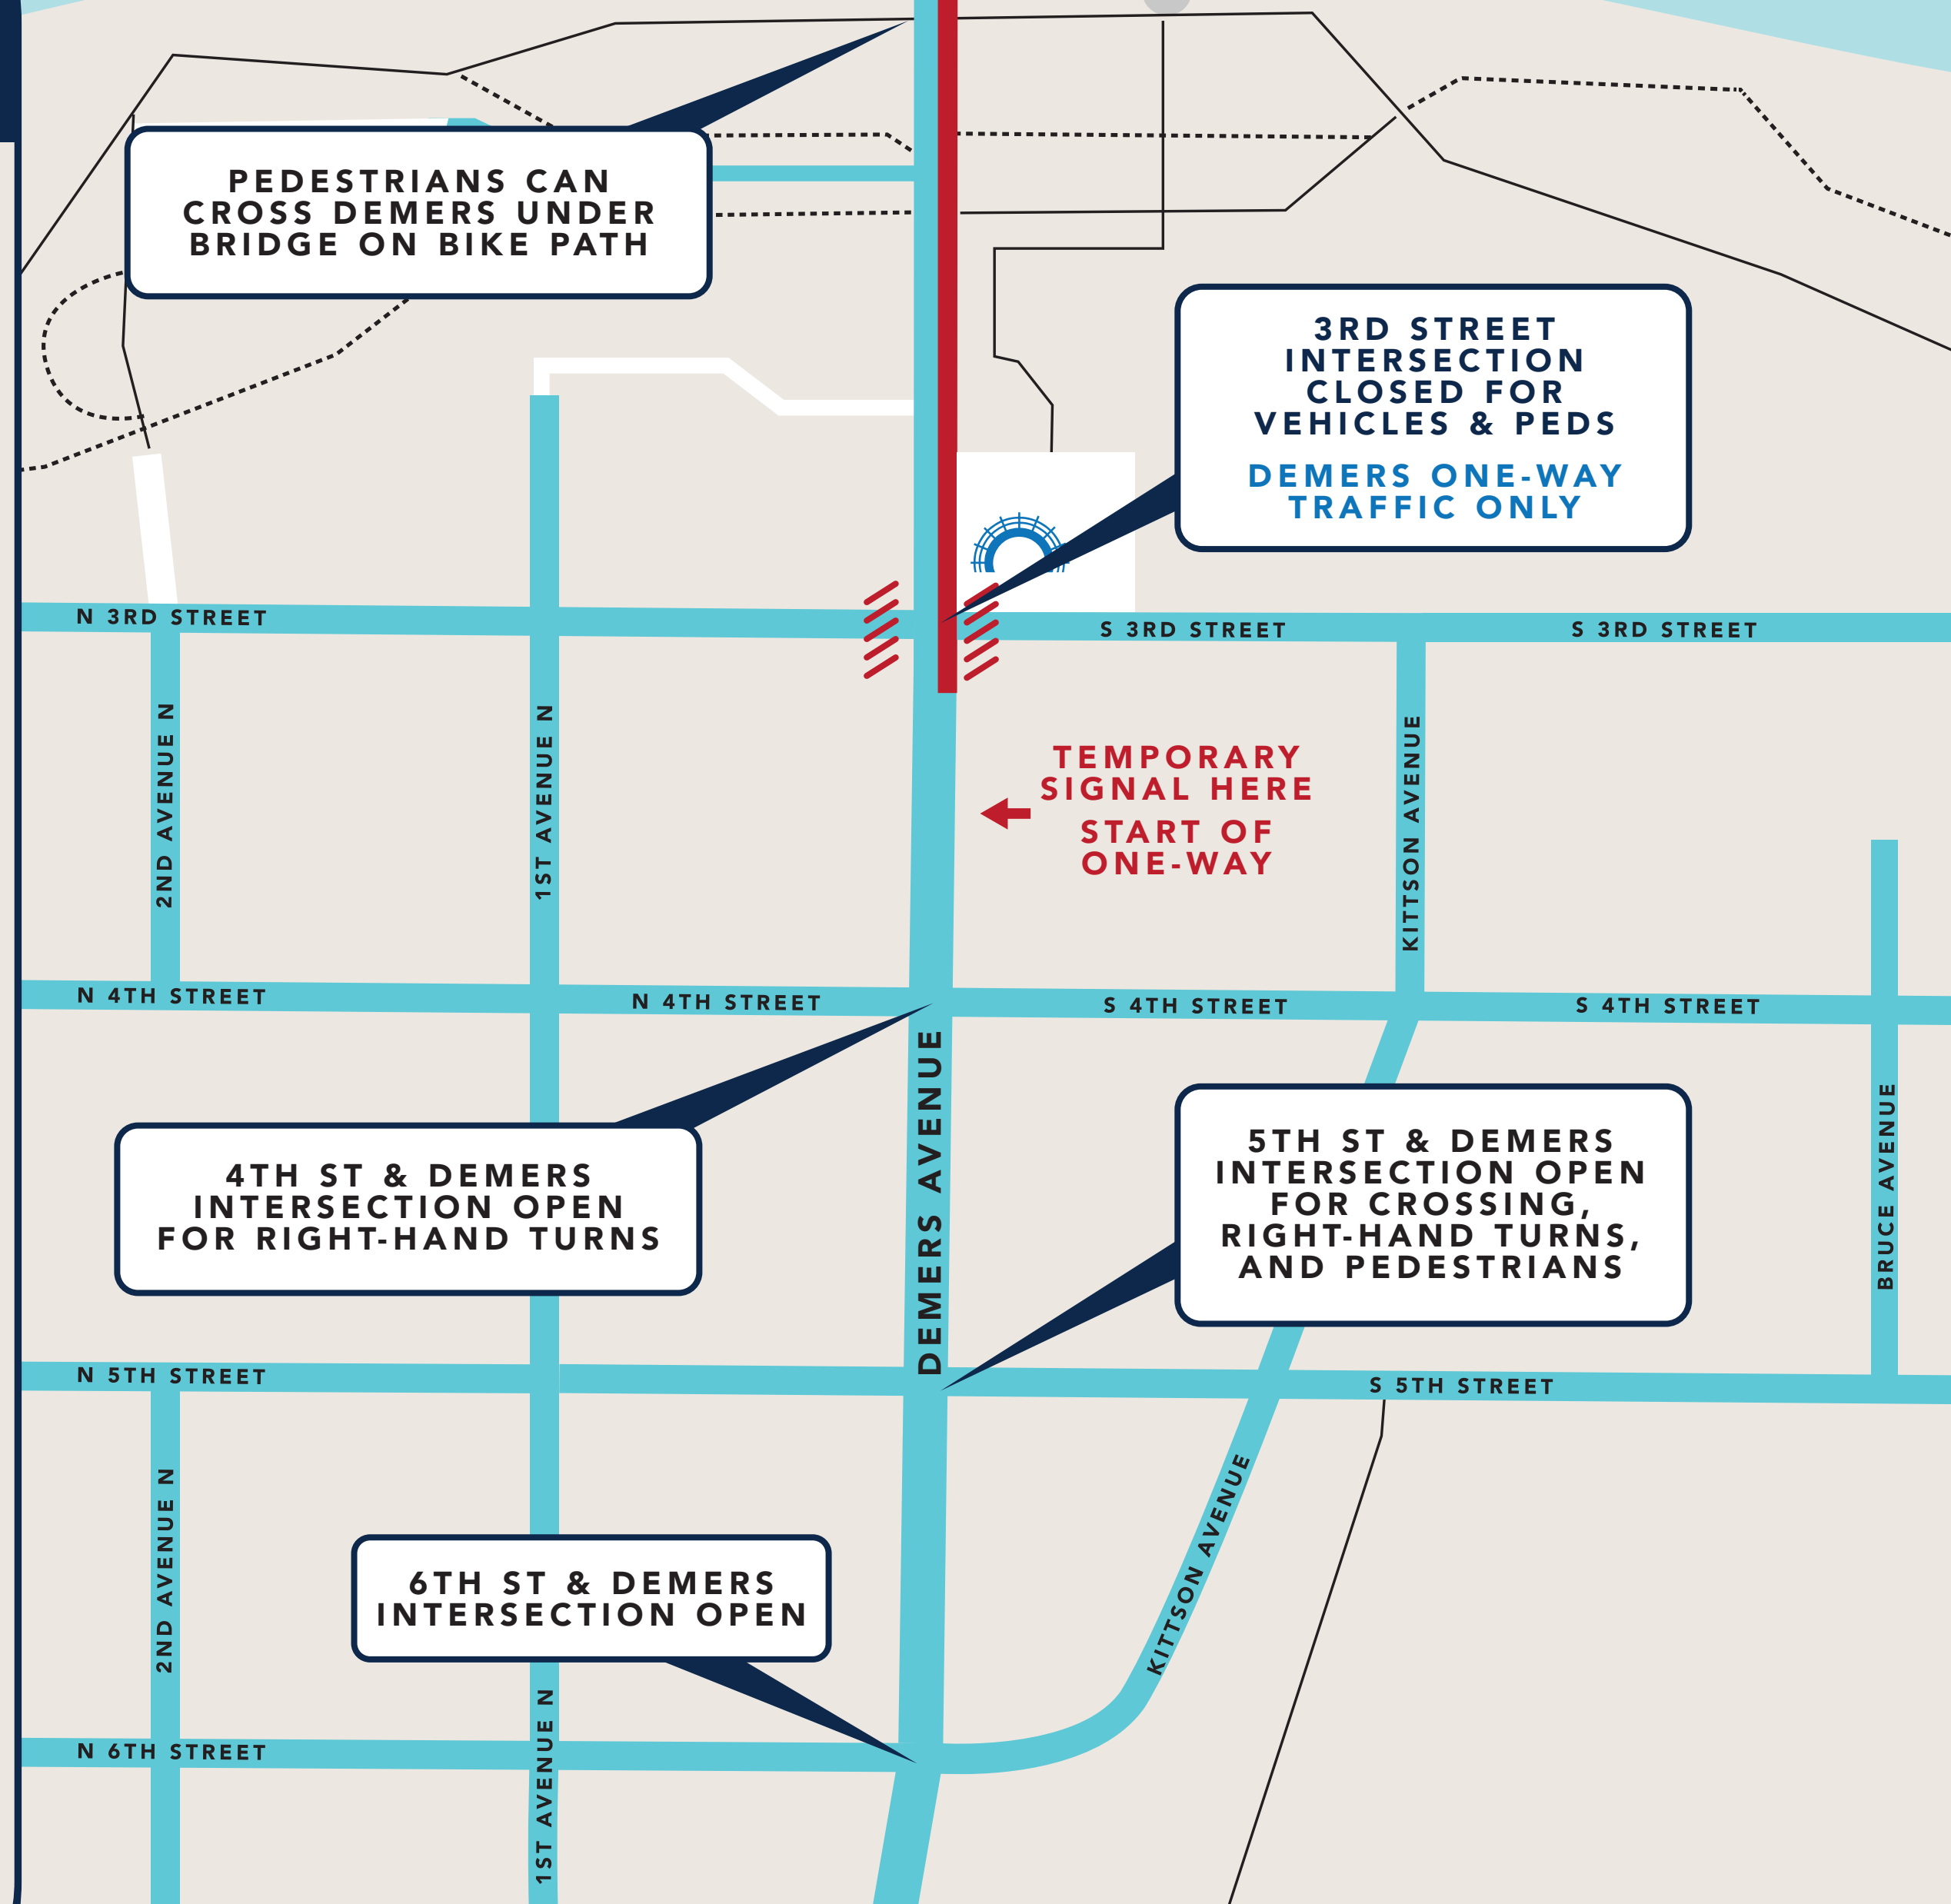 PEDESTRIANS CAN
CROSS DEMERS UNDER
BRIDGE ON BIKE PATH
3RD STREET
INTERSECTION
CLOSED FOR
VEHICLES & PEDS
DEMERS ONE-WAY
TRAFFIC ONLY
N 3RD STREET
S 3RD STREET
S 3RD STREET
2ND AVENUE N
1ST AVENUE N
TEMPORARY
SIGNAL HERE
START OF
ONE-WAY
KITTSON AVENUE
N 4TH STREET
N 4TH STREET
S 4TH STREET
S 4TH STREET
DEMERS AVENUE
4TH ST & DEMERS
INTERSECTION OPEN
FOR RIGHT-HAND TURNS
5TH ST & DEMERS
INTERSECTION OPEN
FOR CROSSING,
RIGHT-HAND TURNS,
AND PEDESTRIANS
BRUCE AVENUE
N 5TH STREET
S 5TH STREET
2ND AVENUE N
KITTSON AVENUE
6TH ST & DEMERS
INTERSECTION OPEN
N 6TH STREET
1ST AVENUE N